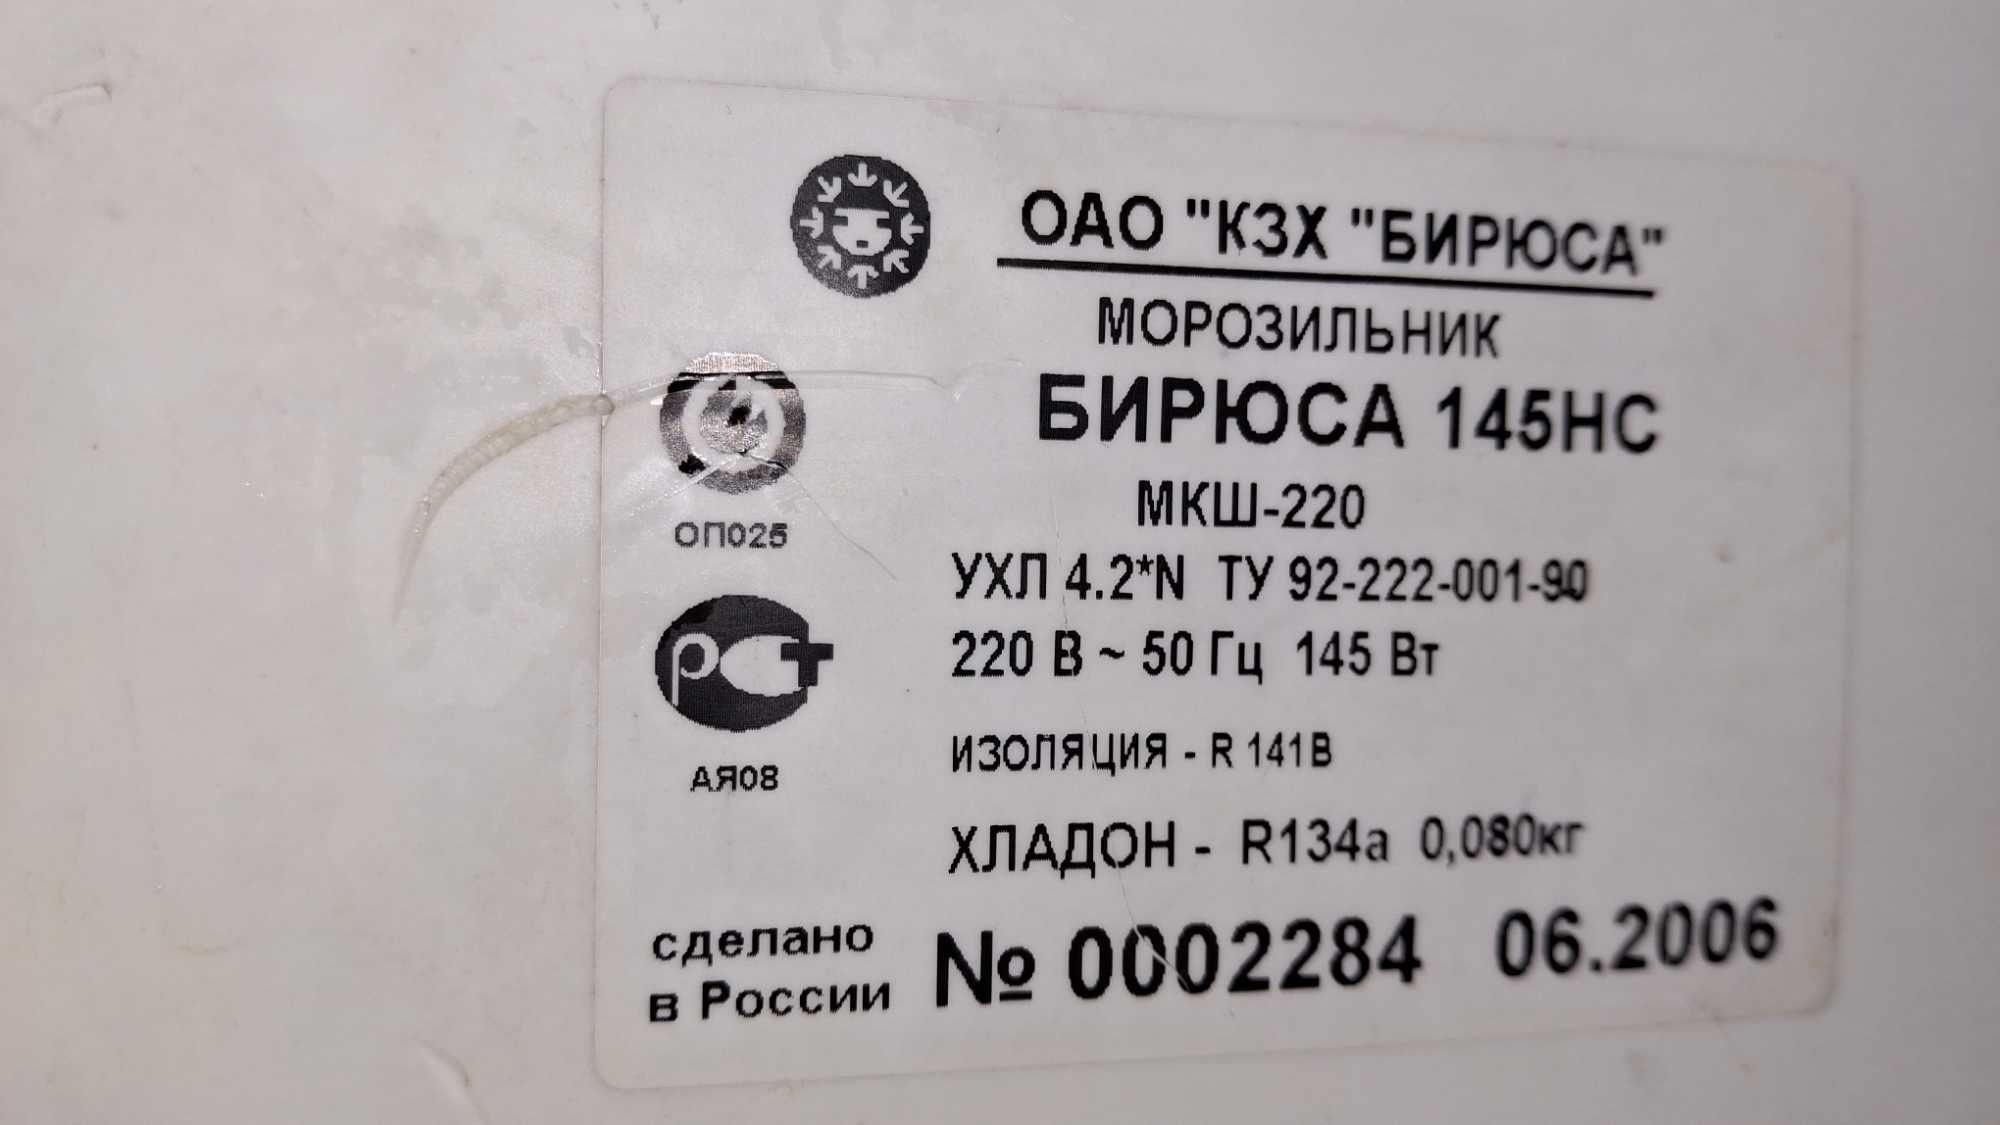 ОАО "КЗХ "БИРЮСА"
МОРОЗИЛЬНИК
БИРЮСА 145НС
МКШ-220
ОП025
УХЛ 4.2*N ТУ 92-222-001-90
220 В ~ 50 Гц 145 Вт
РСТ
АЯ08
ИЗОЛЯЦИЯ - R 141B
ХЛАДОН - R134a 0,080кг
сделано
в России
№ 0002284 06.2006